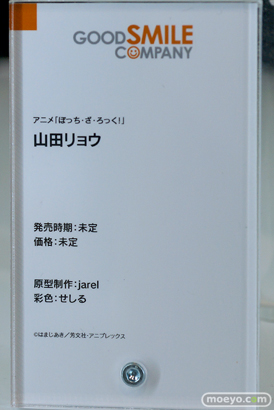 GOODSMILE
COMPANY
アニメ「ぼっち・ざ・ろっく!」
山田リョウ
発売時期:未定
価格:未定
原型制作:jarel
彩色:せしる
©はまじあき/芳文社・アニプレックス
moeyo.com